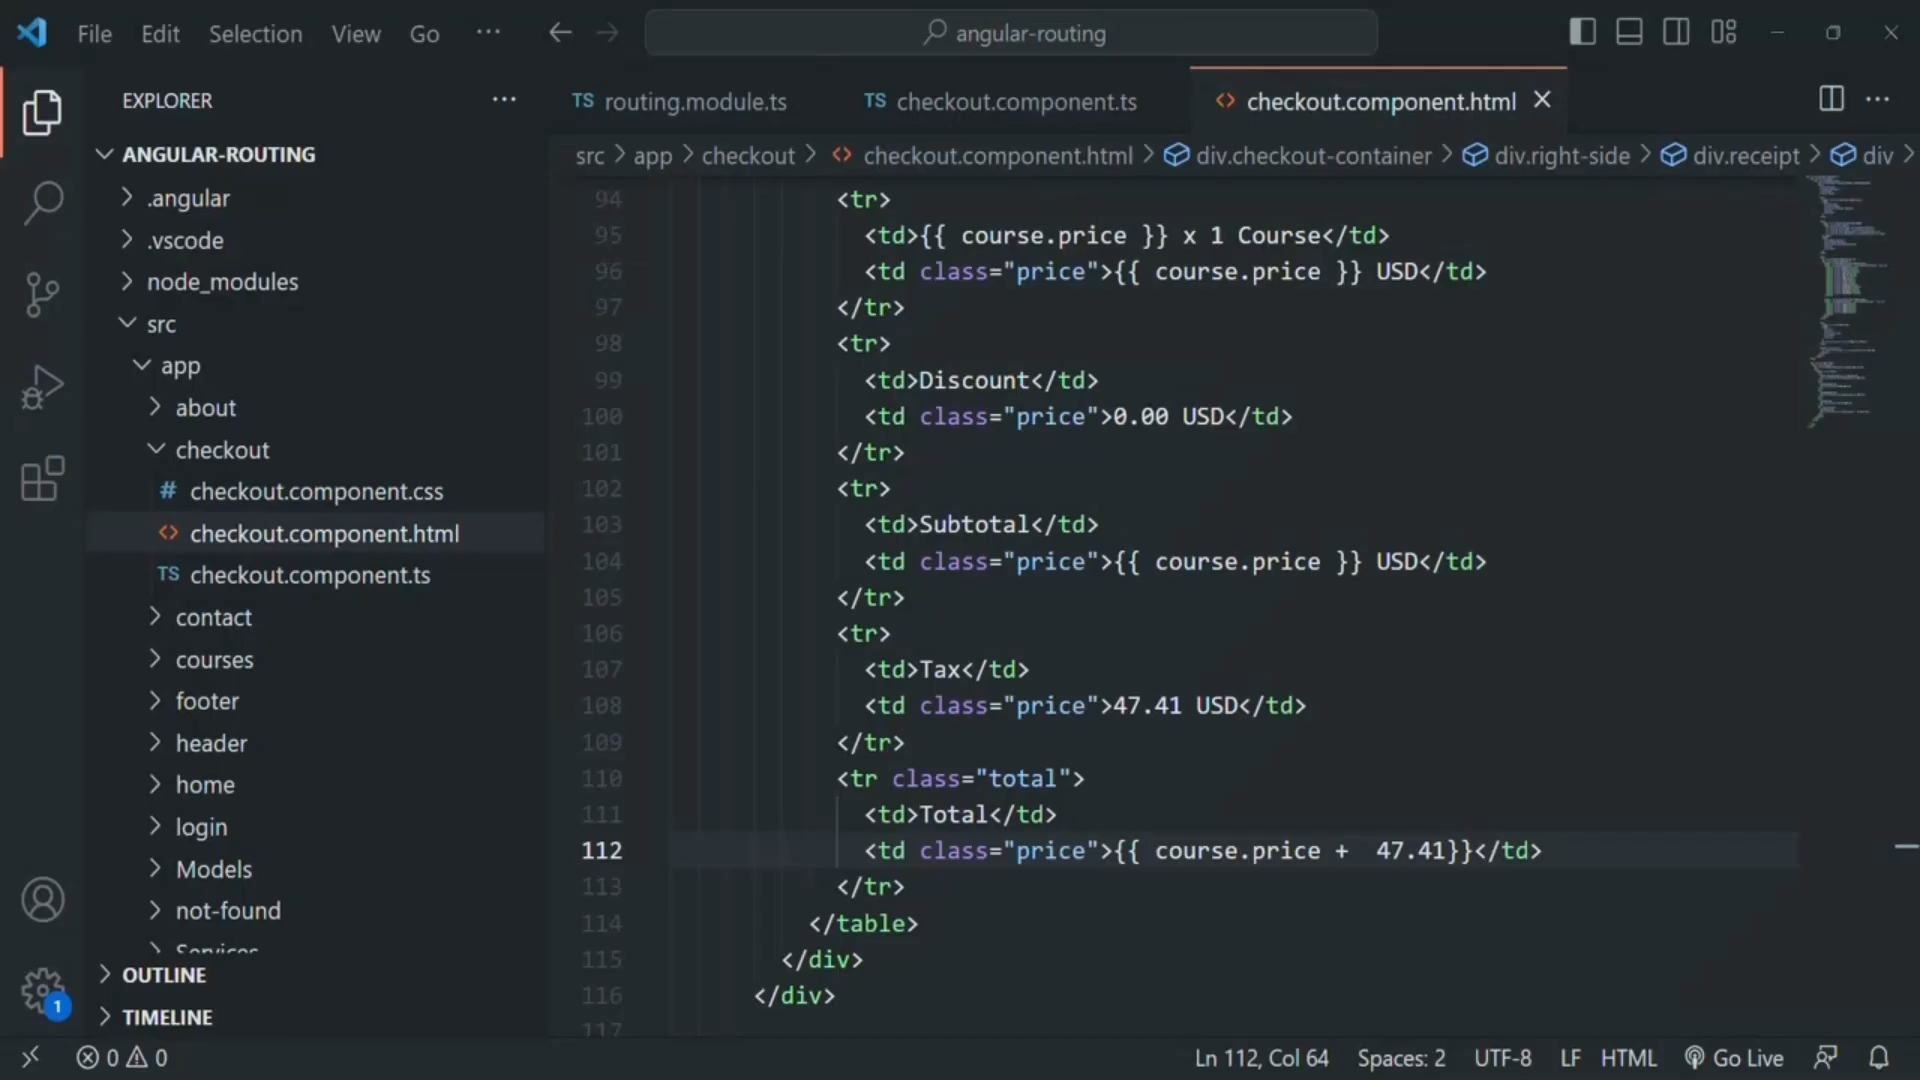 File Edit Selection View Go ··· angular-routing
EXPLORER ···
ANGULAR-ROUTING
.angular
.vscode
node_modules
src
app
about
checkout
# checkout.component.css
<> checkout.component.html
TS checkout.component.ts
contact
courses
footer
header
home
login
Models
not-found
Services
OUTLINE
TIMELINE
1
TS routing.module.ts TS checkout.component.ts <> checkout.component.html
src > app > checkout > <> checkout.component.html > div.checkout-container > div.right-side > div.receipt > div >
94 <tr>
95 <td>{{ course.price }} x 1 Course</td>
96 <td class="price">{{ course.price }} USD</td>
97 </tr>
98 <tr>
99 <td>Discount</td>
100 <td class="price">0.00 USD</td>
101 </tr>
102 <tr>
103 <td>Subtotal</td>
104 <td class="price">{{ course.price }} USD</td>
105 </tr>
106 <tr>
107 <td>Tax</td>
108 <td class="price">47.41 USD</td>
109 </tr>
110 <tr class="total">
111 <td>Total</td>
112 <td class="price">{{ course.price +  47.41}}</td>
113 </tr>
114 </table>
115 </div>
116 </div>
117
0 0 Ln 112, Col 64 Spaces: 2 UTF-8 LF HTML Go Live